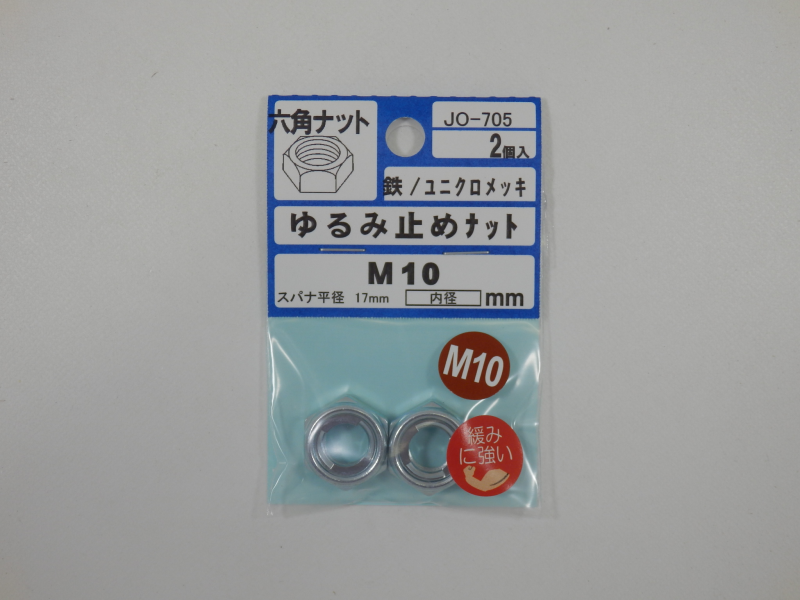 六角ナット
JO-705
2個入
鉄/ユニクロメッキ
ゆるみ止めナット
M10
スパナ平径 17mm 内径 mm
M10
緩み
に強い